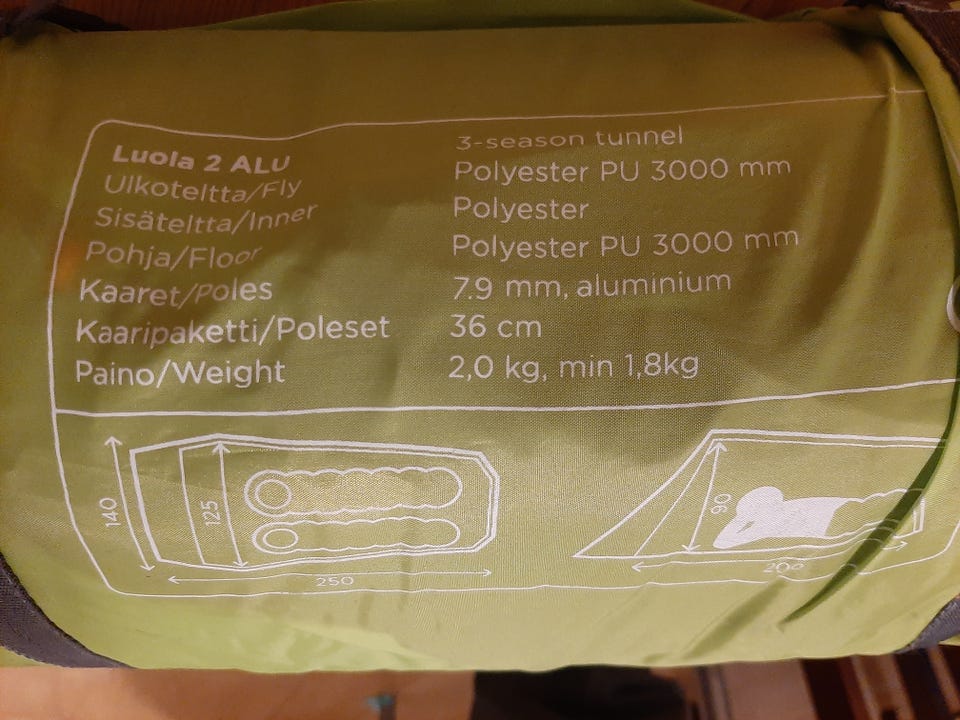 Luola 2 ALU 3-season tunnel
Ulkoteltta/Fly Polyester PU 3000 mm
Sisäteltta/Inner Polyester
Pohja/Floor Polyester PU 3000 mm
Kaaret/Poles 7.9 mm, aluminium
Kaaripaketti/Poleset 36 cm
Paino/Weight 2,0 kg, min 1,8kg
140
125
250
90
200